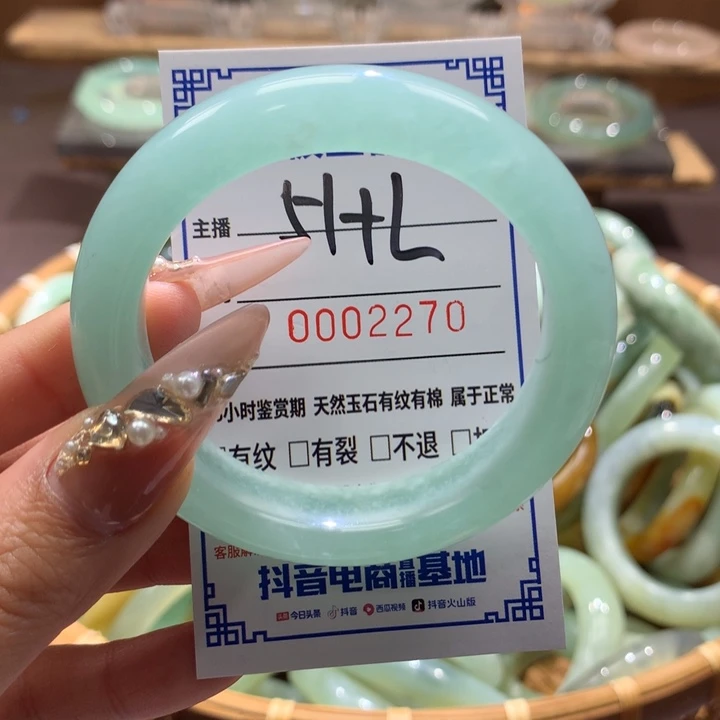 主播
0002270
小时鉴赏期 天然玉石有纹有棉 属于正常
有纹 □有裂 □不退
客服
抖音电商直播基地
头条 今日头条 抖音 西瓜视频 抖音火山版